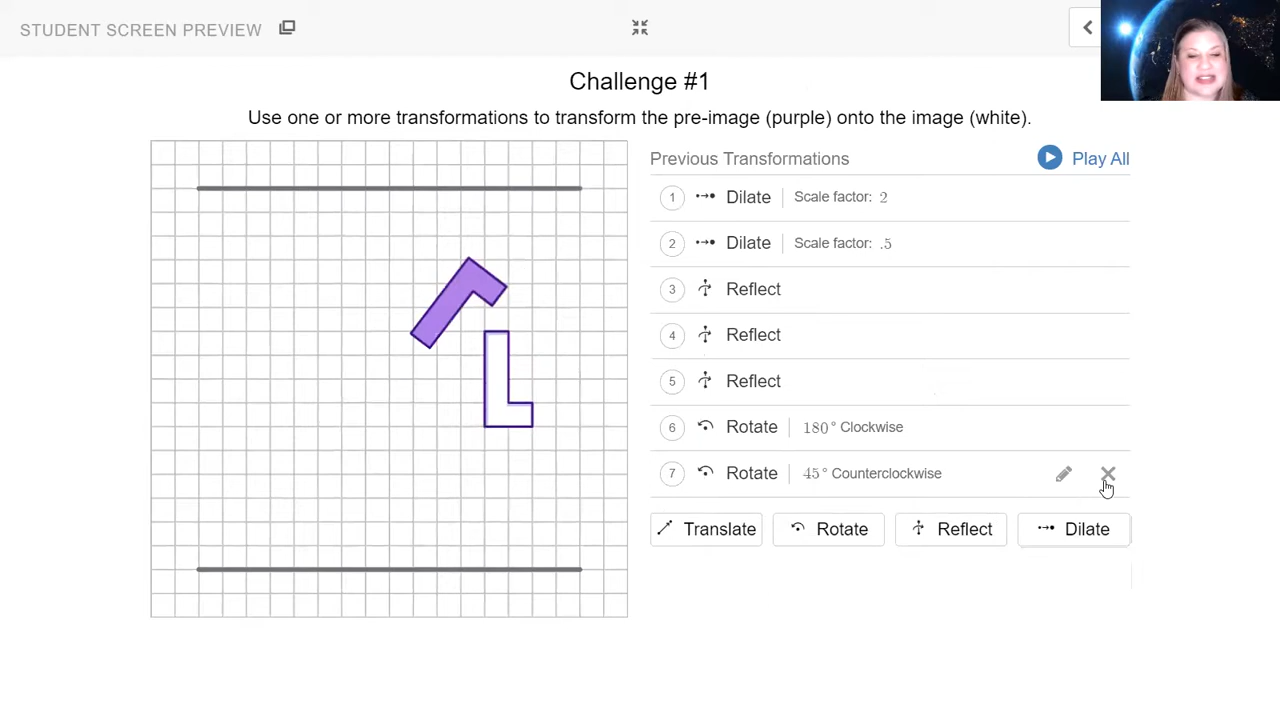 STUDENT SCREEN PREVIEW
Challenge #1
Use one or more transformations to transform the pre-image (purple) onto the image (white).
Previous Transformations Play All
1 Dilate Scale factor: 2
2 Dilate Scale factor: .5
3 Reflect
4 Reflect
5 Reflect
6 Rotate 180° Clockwise
7 Rotate 45° Counterclockwise
Translate Rotate Reflect Dilate